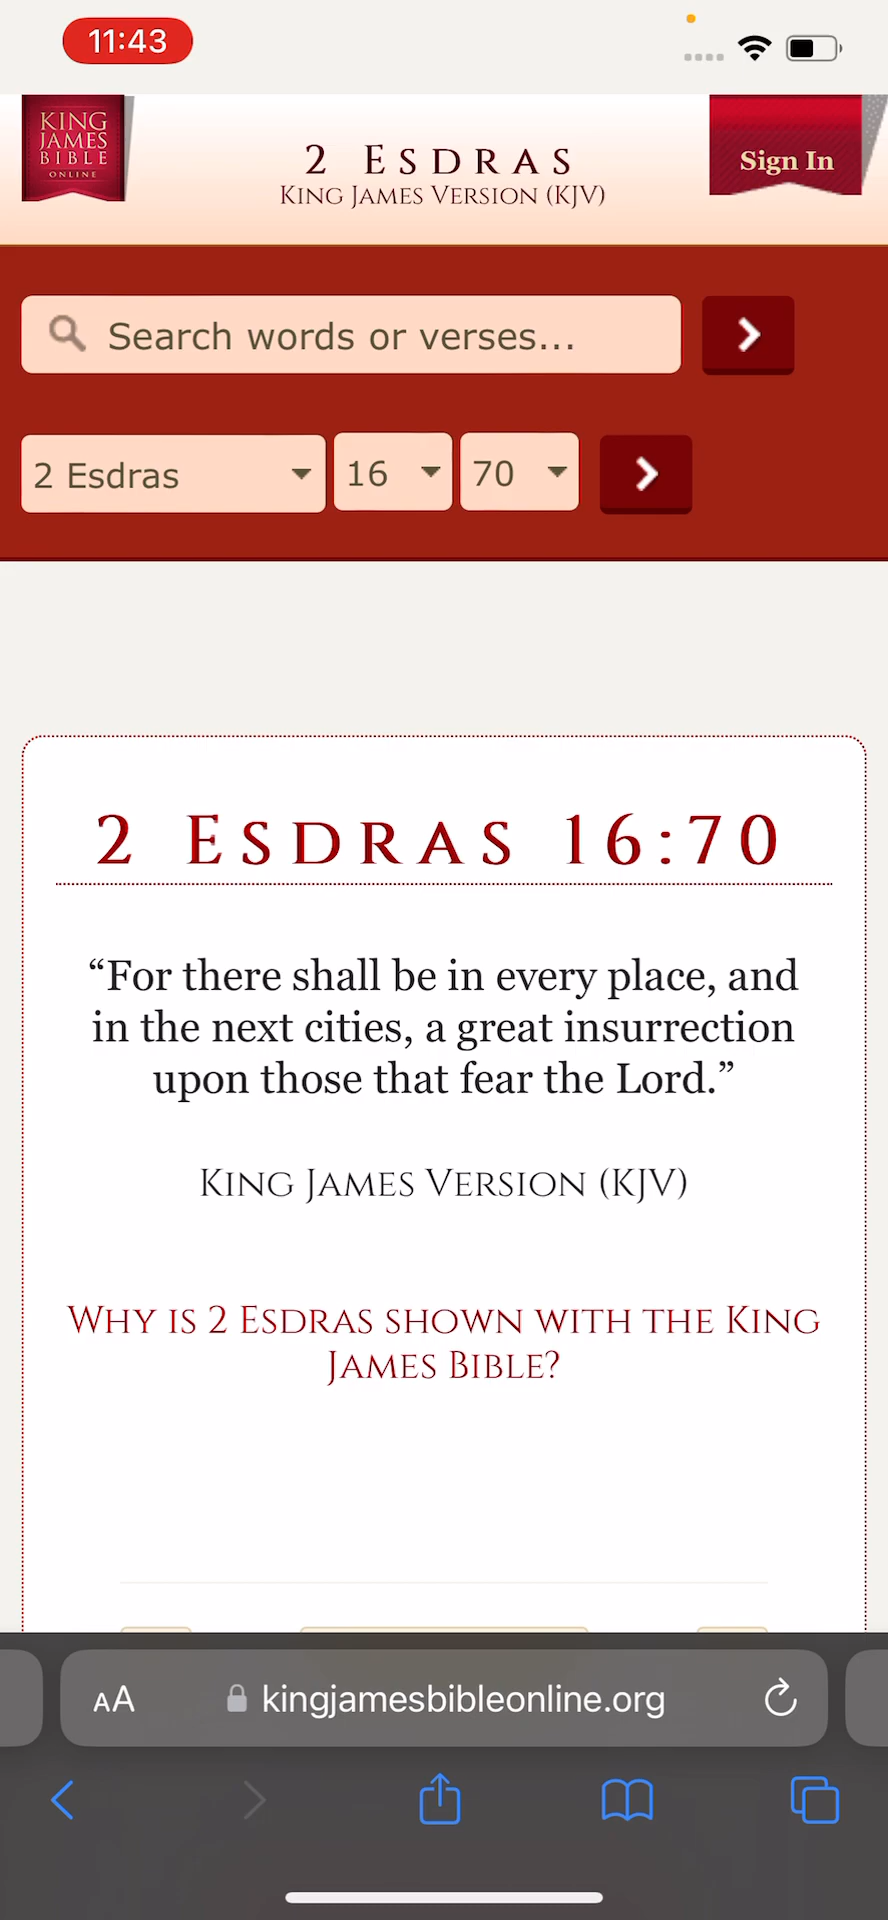 11:43
KING
JAMES
BIBLE
ONLINE
2 ESDRAS
KING JAMES VERSION (KJV)
Sign In
Search words or verses...
2 Esdras 16 70
2 ESDRAS 16:70
“For there shall be in every place, and
in the next cities, a great insurrection
upon those that fear the Lord.”
KING JAMES VERSION (KJV)
WHY IS 2 ESDRAS SHOWN WITH THE KING
JAMES BIBLE?
AA kingjamesbibleonline.org